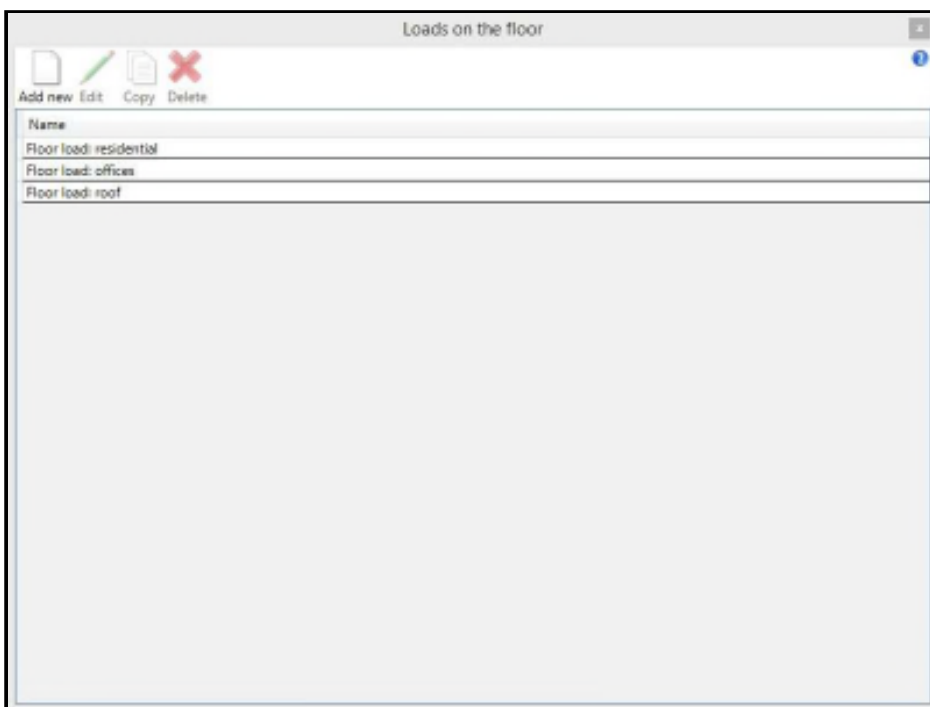 Loads on the floor
Add new Edit Copy Delete
Name
Floor load: residential
Floor load: offices
Floor load: roof